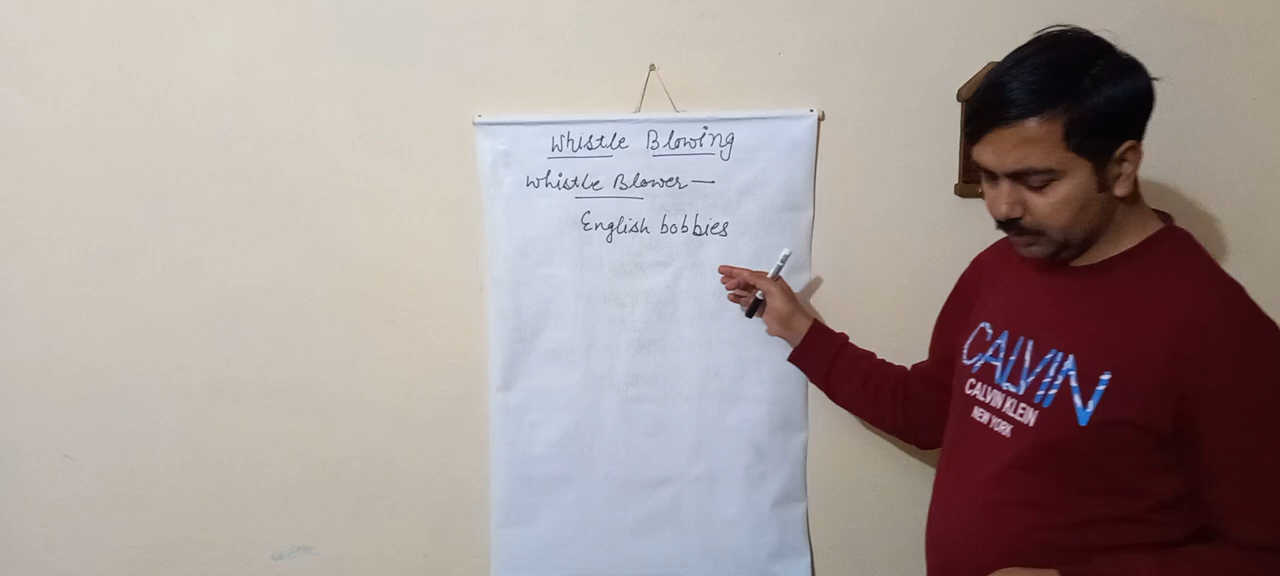 Whistle Blowing
Whistle Blower —
English bobbies
CALVIN
CALVIN KLEIN
NEW YORK